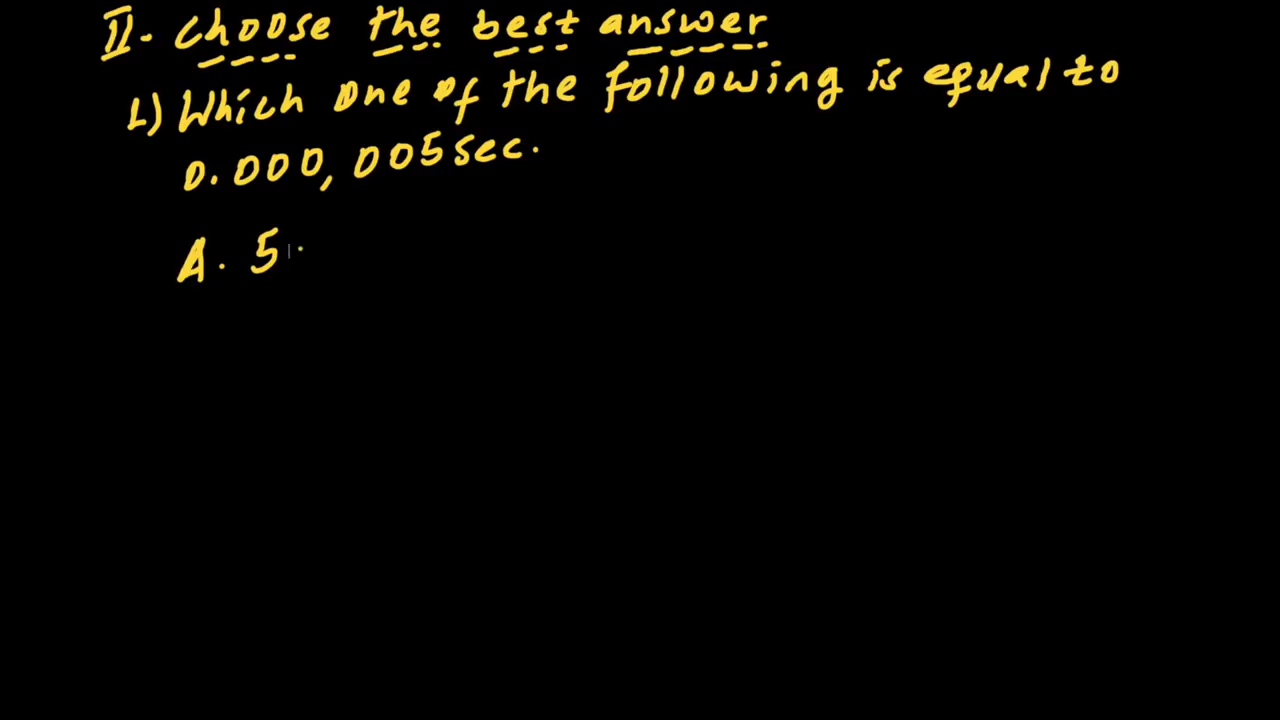 II. choose the best answer
1) Which one of the following is equal to
0.000,005sec.
A. 5.